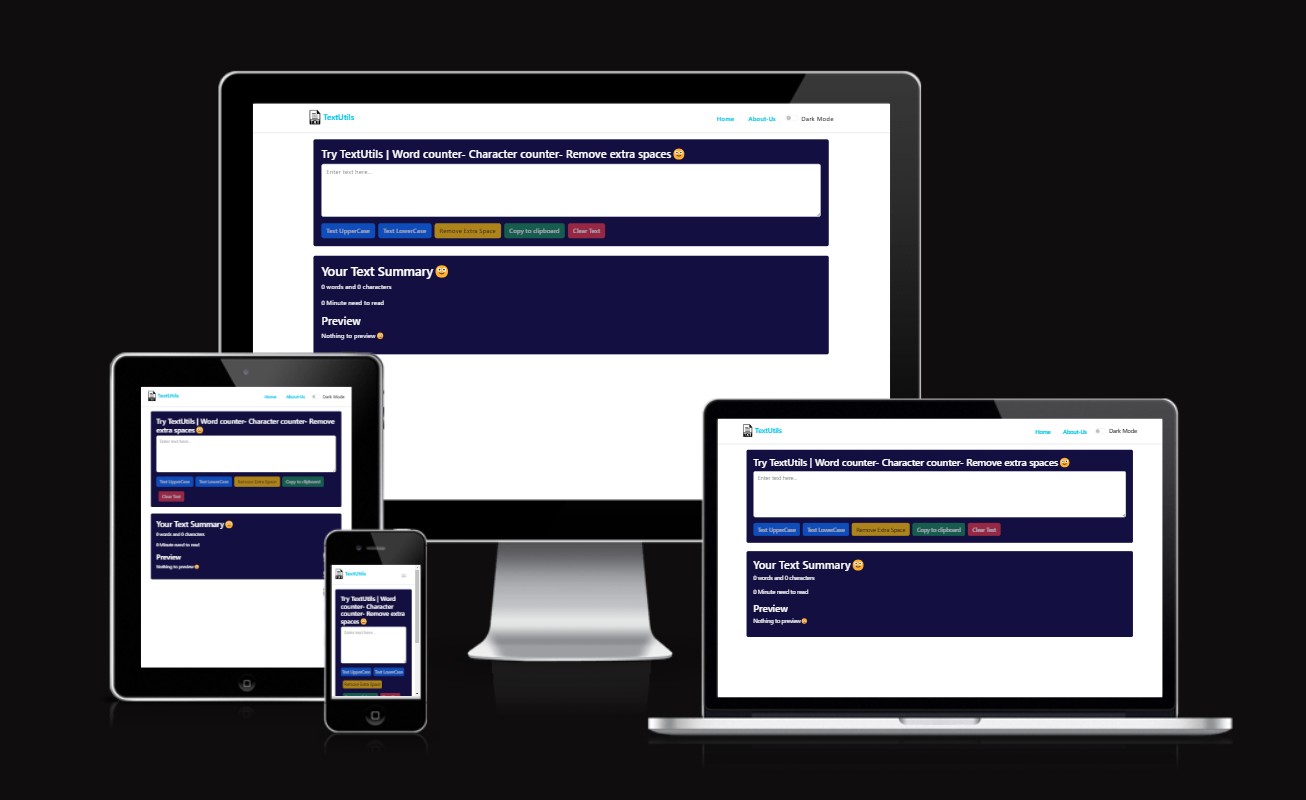 TextUtils
Home About-Us Dark Mode
Try TextUtils | Word counter- Character counter- Remove extra spaces
Enter text here...
Text UpperCase Text LowerCase Remove Extra Space Copy to clipboard Clear Text
Your Text Summary
0 words and 0 characters
0 Minute need to read
Preview
Nothing to preview
TextUtils
Home About-Us Dark Mode
Try TextUtils | Word counter- Character counter- Remove
extra spaces
Enter text here...
Text UpperCase Text LowerCase Remove Extra Space Copy to clipboard
Clear Text
Your Text Summary
0 words and 0 characters
0 Minute need to read
Preview
Nothing to preview
TextUtils
Try TextUtils | Word
counter- Character
counter- Remove extra
spaces
Enter text here...
Text UpperCase Text LowerCase
Remove Extra Space
TextUtils
Home About-Us Dark Mode
Try TextUtils | Word counter- Character counter- Remove extra spaces
Enter text here...
Text UpperCase Text LowerCase Remove Extra Space Copy to clipboard Clear Text
Your Text Summary
0 words and 0 characters
0 Minute need to read
Preview
Nothing to preview